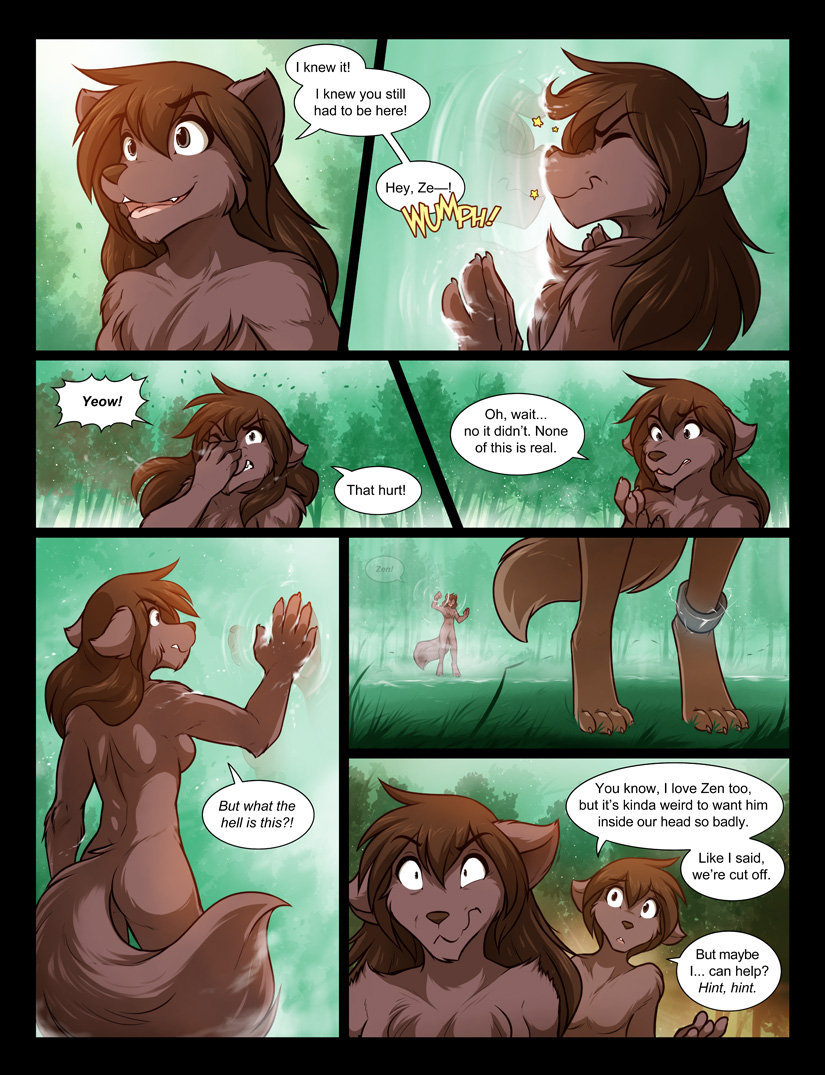 I knew it!
I knew you still
had to be here!
Hey, Ze—!
WUMPH!
Yeow!
That hurt!
Oh, wait...
no it didn't. None
of this is real.
But what the
hell is this?!
Zen!
You know, I love Zen too,
but it's kinda weird to want him
inside our head so badly.
Like I said,
we're cut off.
But maybe
I... can help?
Hint, hint.